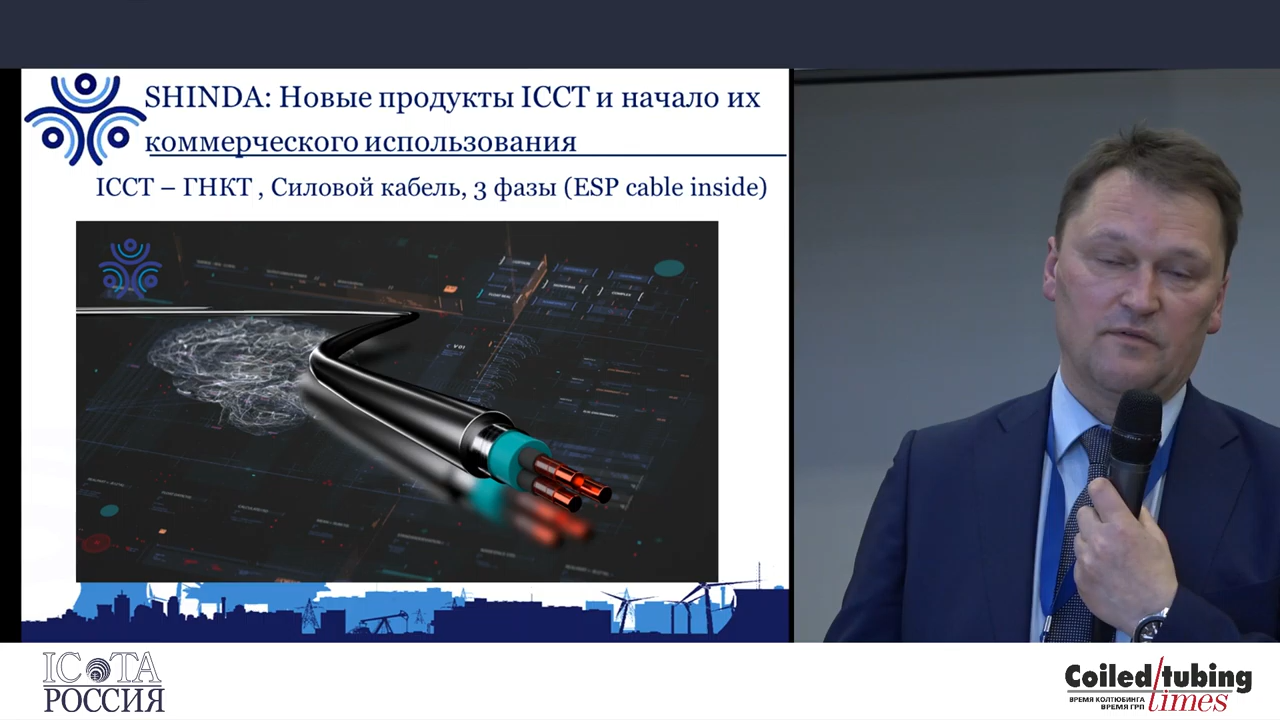 SHINDA: Новые продукты ICCT и начало их
коммерческого использования
ICCT – ГНКТ , Силовой кабель, 3 фазы (ESP cable inside)
ICOTA
РОССИЯ
Coiled tubing
times
ВРЕМЯ КОЛТЮБИНГА
ВРЕМЯ ГРП